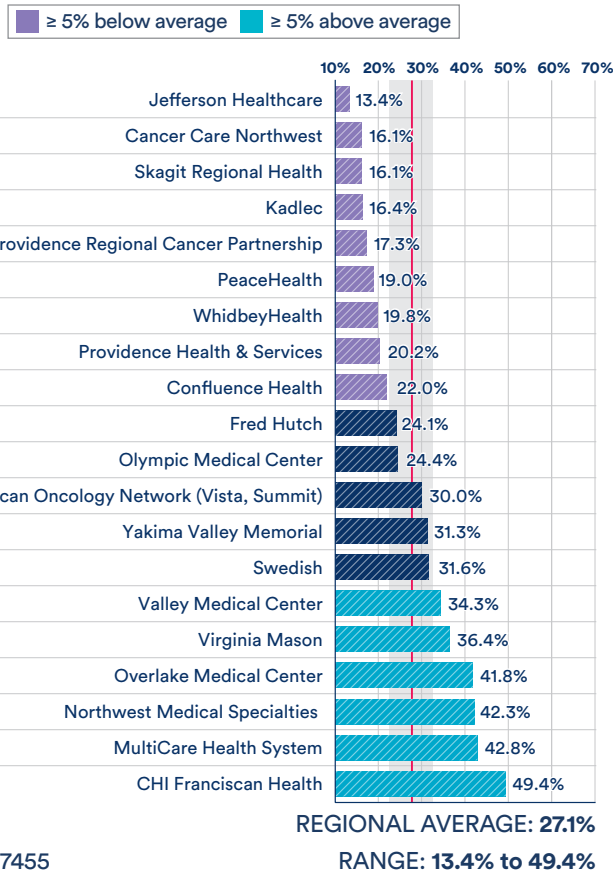 ≥ 5% below average ≥ 5% above average
10% 20% 30% 40% 50% 60% 70%
Jefferson Healthcare 13.4%
Cancer Care Northwest 16.1%
Skagit Regional Health 16.1%
Kadlec 16.4%
rovidence Regional Cancer Partnership 17.3%
PeaceHealth 19.0%
WhidbeyHealth 19.8%
Providence Health & Services 20.2%
Confluence Health 22.0%
Fred Hutch 24.1%
Olympic Medical Center 24.4%
can Oncology Network (Vista, Summit) 30.0%
Yakima Valley Memorial 31.3%
Swedish 31.6%
Valley Medical Center 34.3%
Virginia Mason 36.4%
Overlake Medical Center 41.8%
Northwest Medical Specialties 42.3%
MultiCare Health System 42.8%
CHI Franciscan Health 49.4%
REGIONAL AVERAGE: 27.1%
7455 RANGE: 13.4% to 49.4%